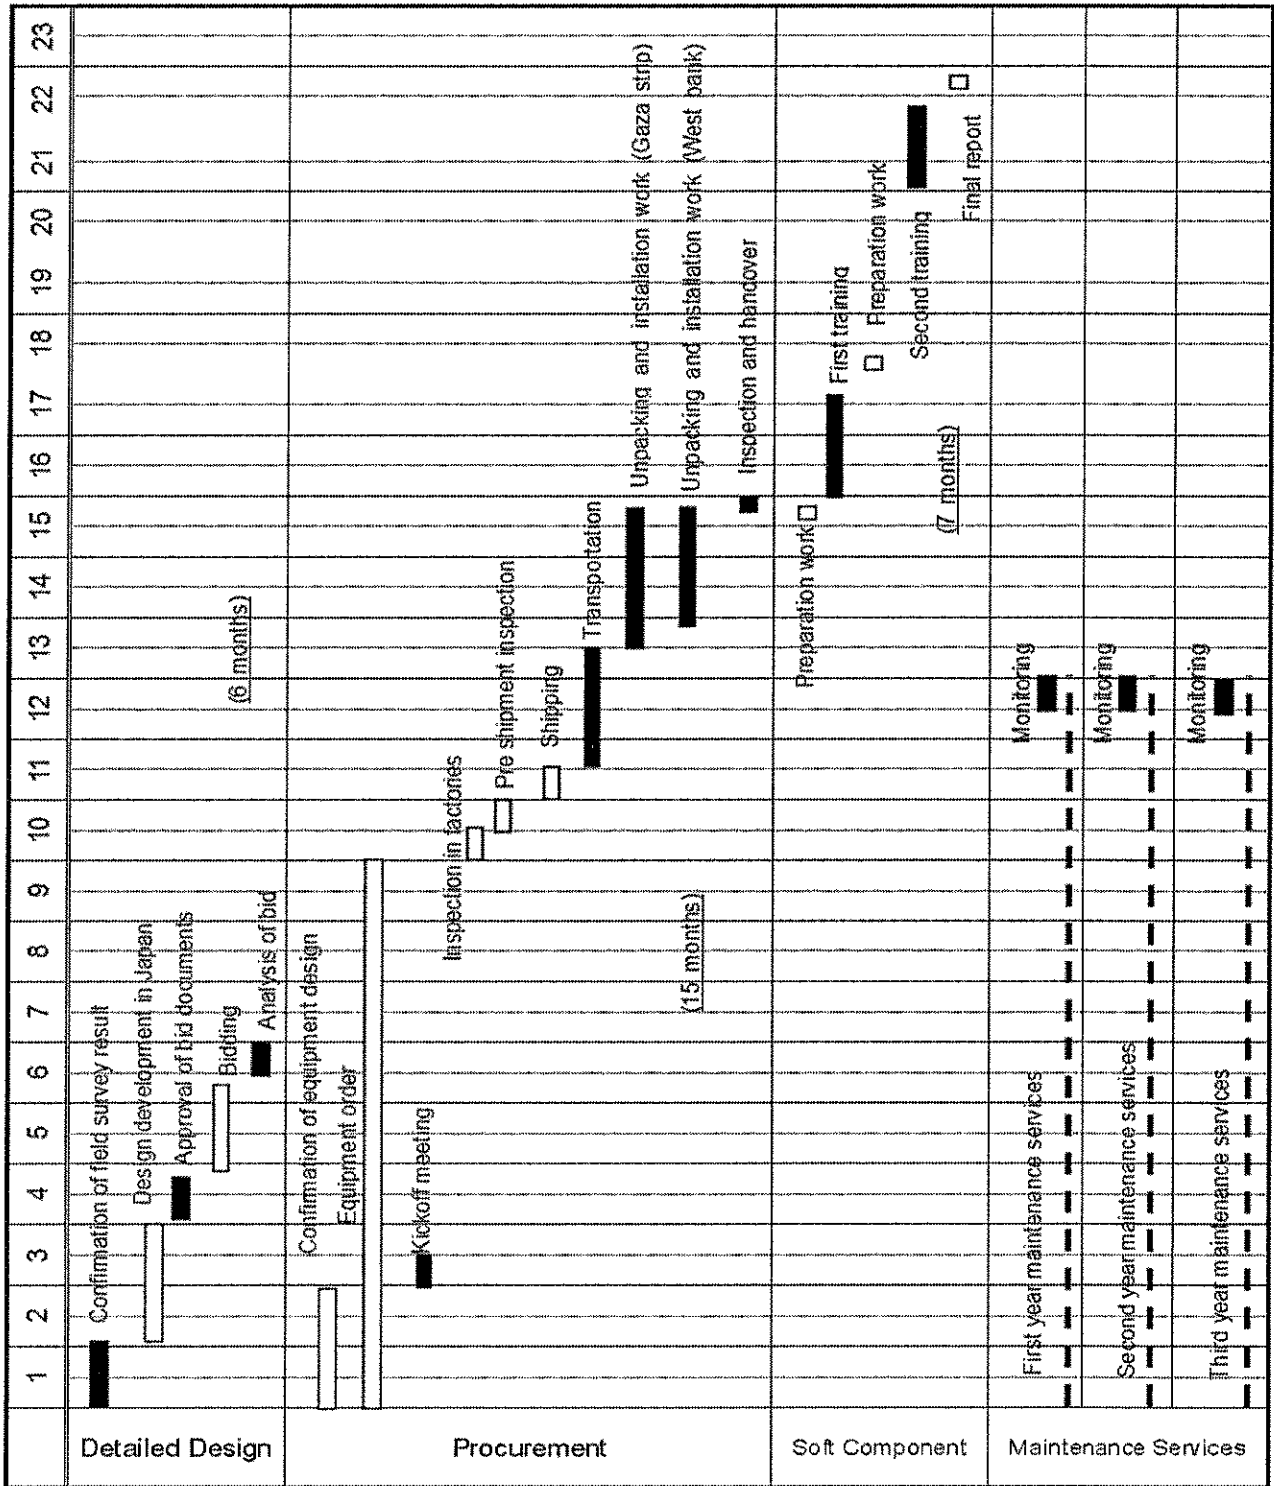 1 2 3 4 5 6 7 8 9 10 11 12 13 14 15 16 17 18 19 20 21 22 23
Detailed Design
Confirmation of field survey result
Design development in Japan
Approval of bid documents
Bidding
(6 months)
Analysis of bid
Procurement
Confirmation of equipment design
Equipment order
Kickoff meeting
Inspection in factories
Pre shipment inspection
Shipping
Transportation
Unpacking and installation work (Gaza strip)
(15 months)
Unpacking and installation work (West pank)
Inspection and handover
Soft Component
Preparation work
First training
Preparation work
Second training
(7 months)
Final report
Maintenance Services
First year maintenance services
Monitoring
Second year maintenance services
Monitoring
Third year maintenance services
Monitoring